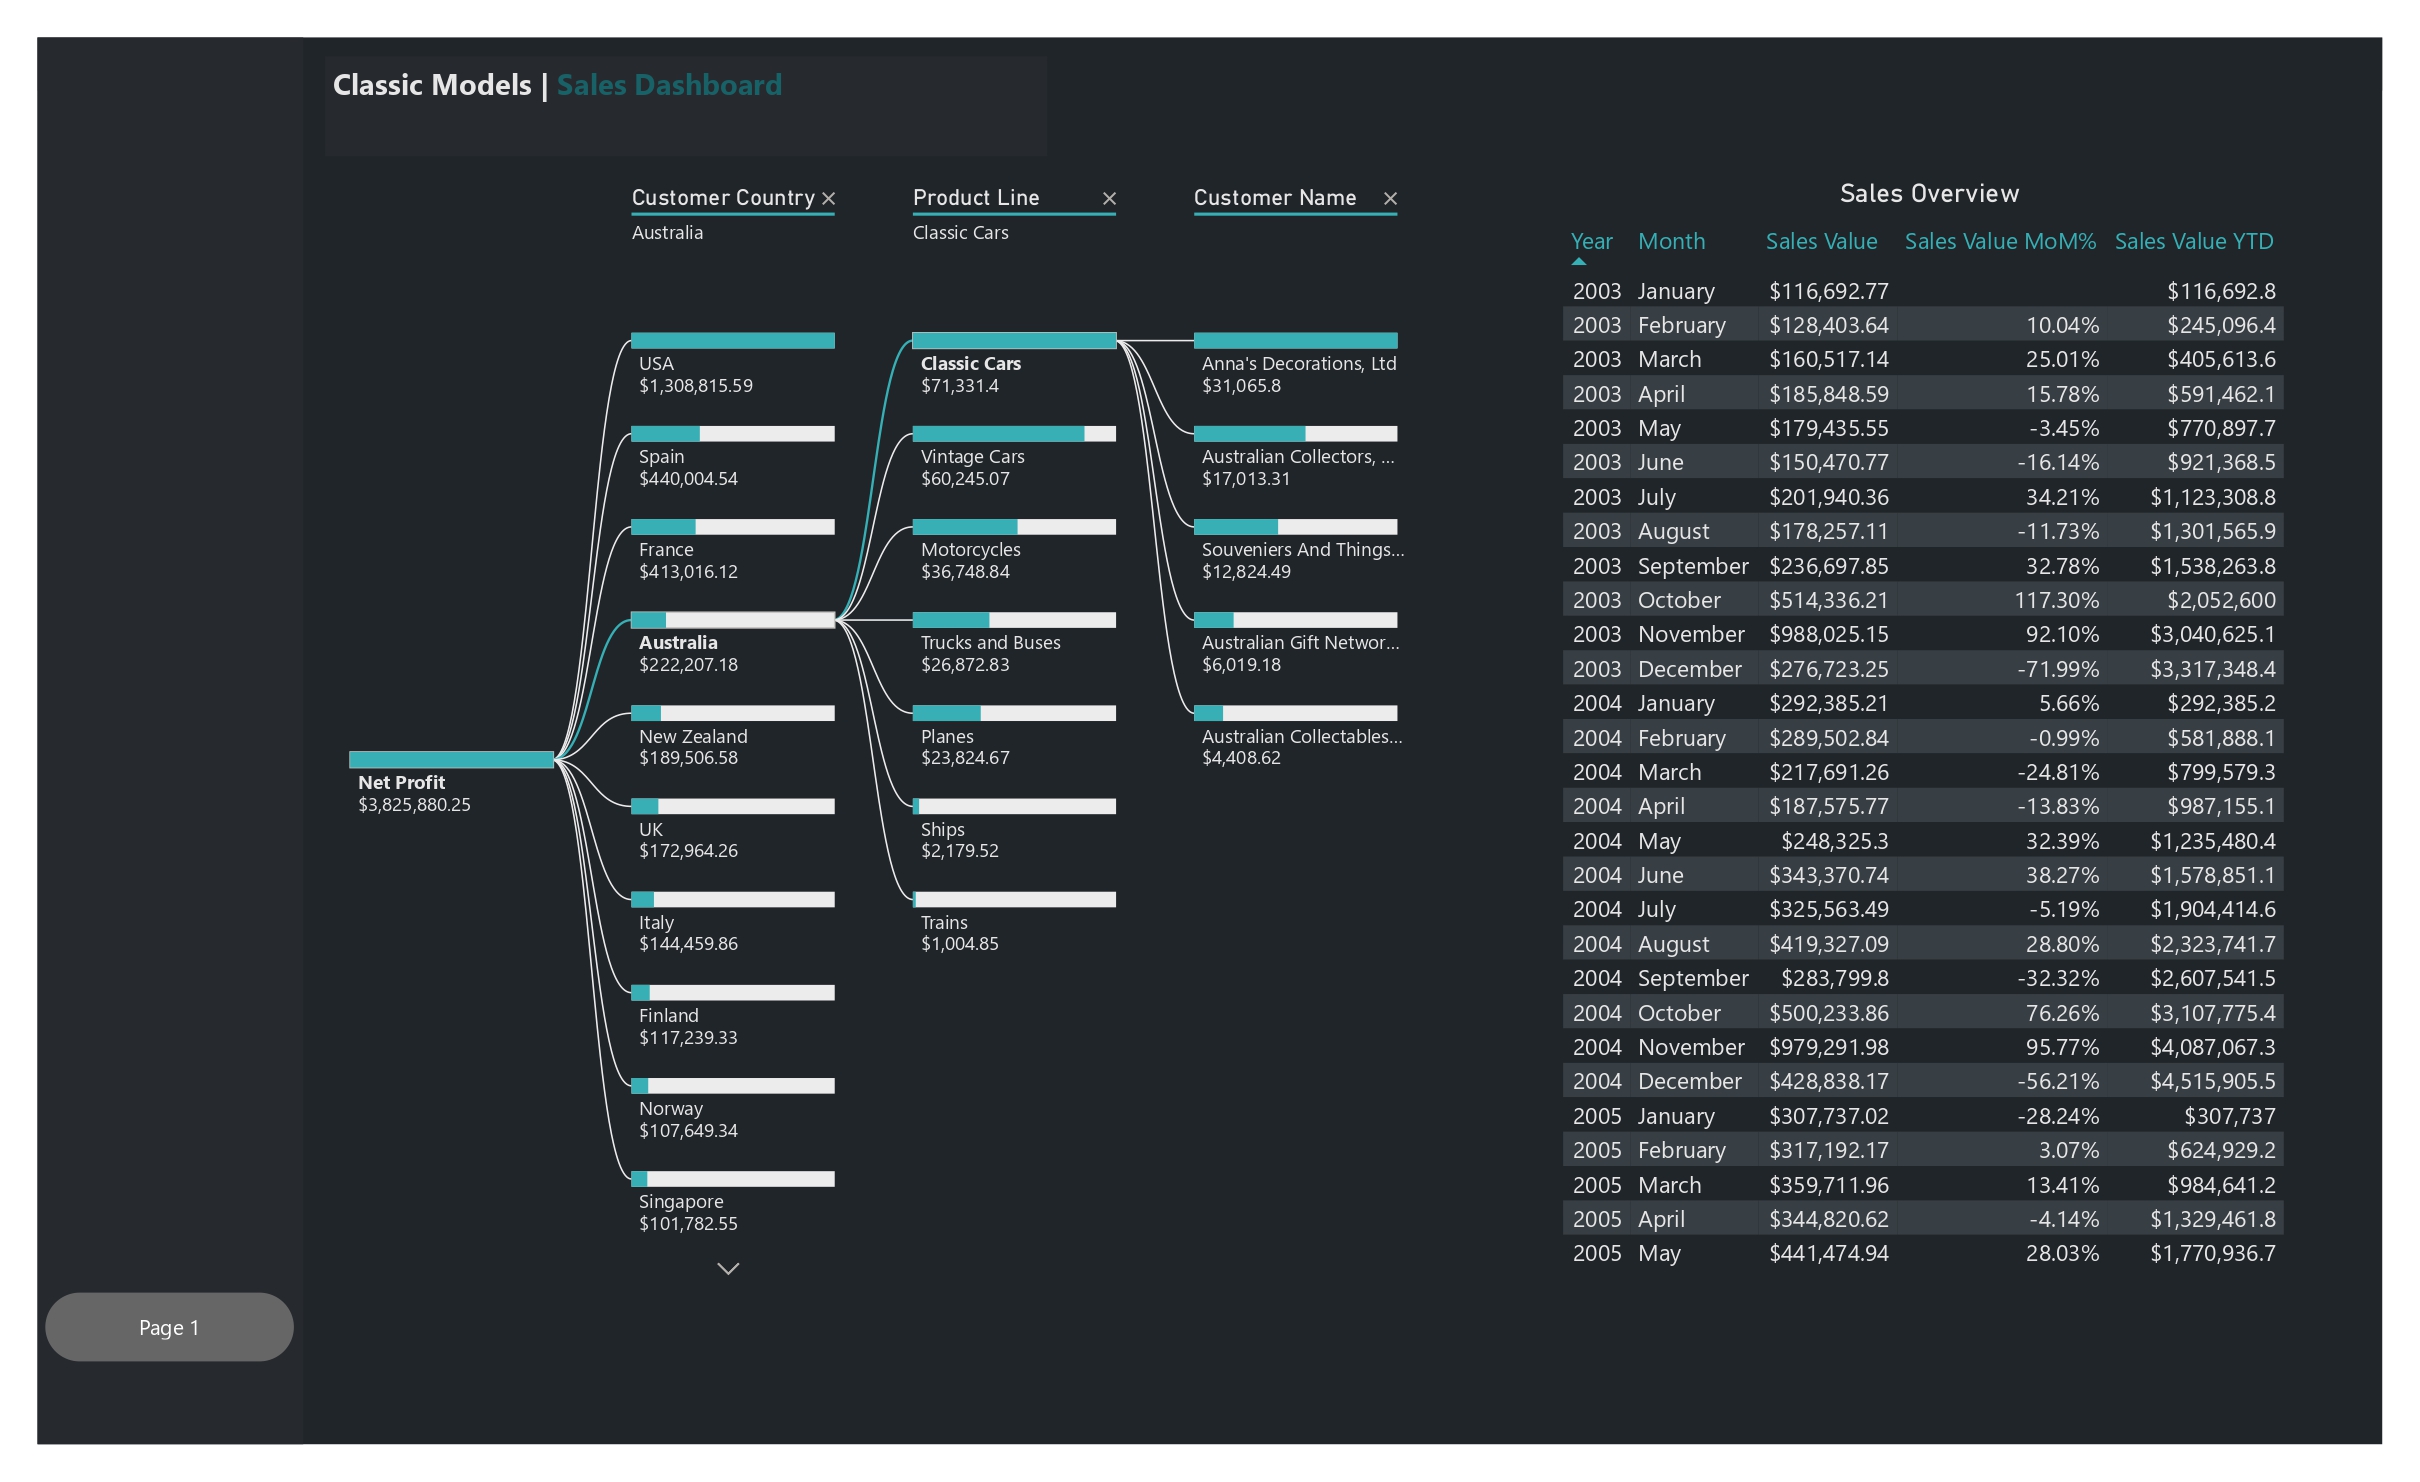 Classic Models | Sales Dashboard
Customer Country
Australia
Product Line
Classic Cars
Customer Name
Net Profit
$3,825,880.25
USA
$1,308,815.59
Spain
$440,004.54
France
$413,016.12
Australia
$222,207.18
New Zealand
$189,506.58
UK
$172,964.26
Italy
$144,459.86
Finland
$117,239.33
Norway
$107,649.34
Singapore
$101,782.55
Classic Cars
$71,331.4
Vintage Cars
$60,245.07
Motorcycles
$36,748.84
Trucks and Buses
$26,872.83
Planes
$23,824.67
Ships
$2,179.52
Trains
$1,004.85
Anna's Decorations, Ltd
$31,065.8
Australian Collectors, ...
$17,013.31
Souveniers And Things...
$12,824.49
Australian Gift Networ...
$6,019.18
Australian Collectables...
$4,408.62
Sales Overview
Year Month Sales Value Sales Value MoM% Sales Value YTD
2003 January $116,692.77 $116,692.8
2003 February $128,403.64 10.04% $245,096.4
2003 March $160,517.14 25.01% $405,613.6
2003 April $185,848.59 15.78% $591,462.1
2003 May $179,435.55 -3.45% $770,897.7
2003 June $150,470.77 -16.14% $921,368.5
2003 July $201,940.36 34.21% $1,123,308.8
2003 August $178,257.11 -11.73% $1,301,565.9
2003 September $236,697.85 32.78% $1,538,263.8
2003 October $514,336.21 117.30% $2,052,600
2003 November $988,025.15 92.10% $3,040,625.1
2003 December $276,723.25 -71.99% $3,317,348.4
2004 January $292,385.21 5.66% $292,385.2
2004 February $289,502.84 -0.99% $581,888.1
2004 March $217,691.26 -24.81% $799,579.3
2004 April $187,575.77 -13.83% $987,155.1
2004 May $248,325.3 32.39% $1,235,480.4
2004 June $343,370.74 38.27% $1,578,851.1
2004 July $325,563.49 -5.19% $1,904,414.6
2004 August $419,327.09 28.80% $2,323,741.7
2004 September $283,799.8 -32.32% $2,607,541.5
2004 October $500,233.86 76.26% $3,107,775.4
2004 November $979,291.98 95.77% $4,087,067.3
2004 December $428,838.17 -56.21% $4,515,905.5
2005 January $307,737.02 -28.24% $307,737
2005 February $317,192.17 3.07% $624,929.2
2005 March $359,711.96 13.41% $984,641.2
2005 April $344,820.62 -4.14% $1,329,461.8
2005 May $441,474.94 28.03% $1,770,936.7
Page 1